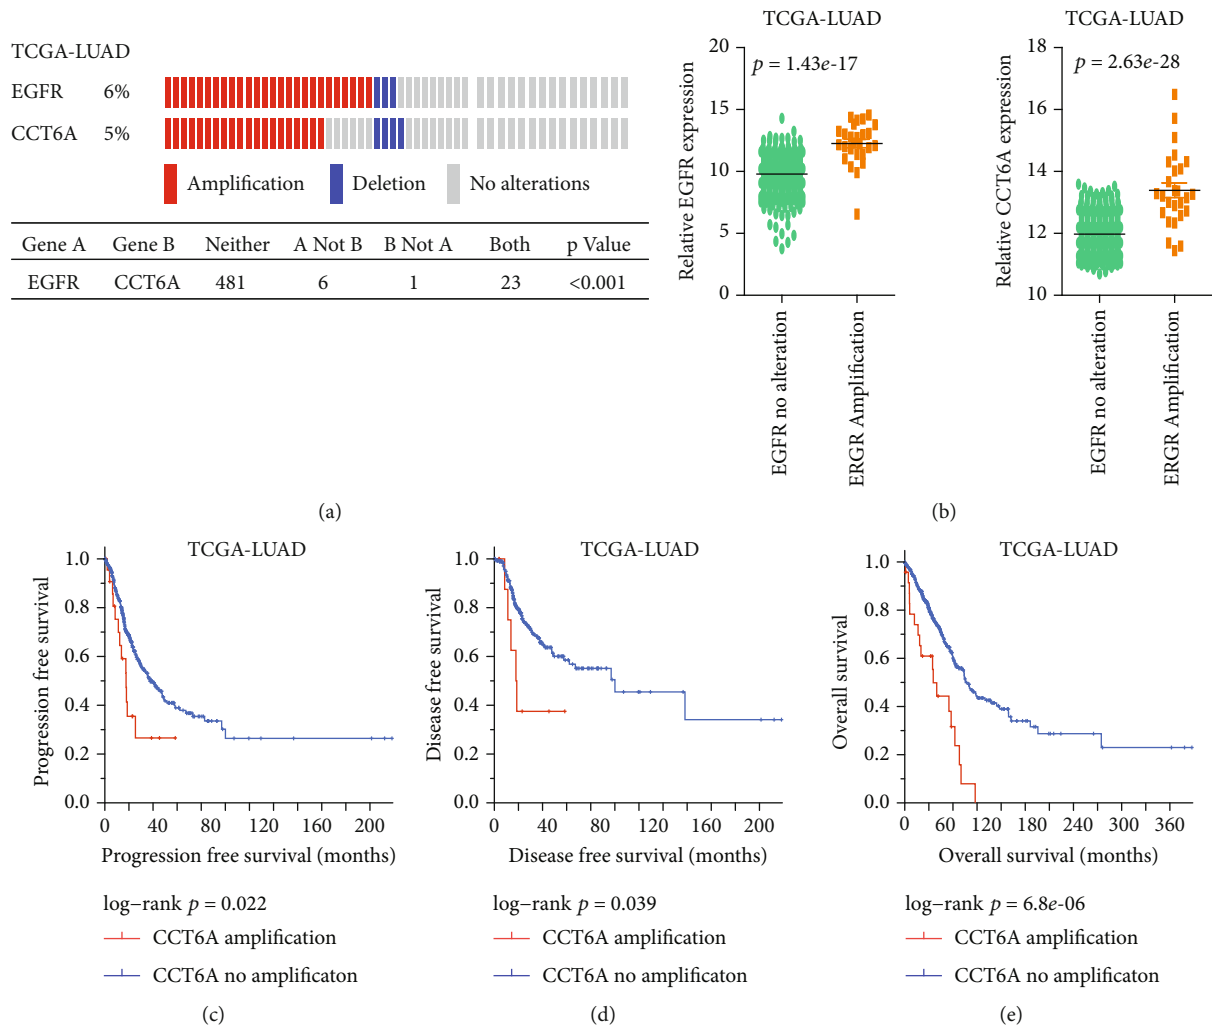 TCGA-LUAD
EGFR 6%
CCT6A 5%
Amplification Deletion No alterations
Gene A Gene B Neither A Not B B Not A Both p Value
EGFR CCT6A 481 6 1 23 <0.001
(a)
TCGA-LUAD
p = 1.43e-17
Relative EGFR expression
20
15
10
5
0
EGFR no alteration
ERGR Amplification
TCGA-LUAD
p = 2.63e-28
Relative CCT6A expression
18
16
14
12
10
EGFR no alteration
ERGR Amplification
(b)
TCGA-LUAD
Progression free survival
1.0
0.8
0.6
0.4
0.2
0.0
0 40 80 120 160 200
Progression free survival (months)
log–rank p = 0.022
CCT6A amplification
CCT6A no amplificaton
(c)
TCGA-LUAD
Disease free survival
1.0
0.8
0.6
0.4
0.2
0.0
0 40 80 120 160 200
Disease free survival (months)
log–rank p = 0.039
CCT6A amplification
CCT6A no amplificaton
(d)
TCGA-LUAD
Overall survival
1.0
0.8
0.6
0.4
0.2
0.0
0 60 120 180 240 300 360
Overall survival (months)
log–rank p = 6.8e-06
CCT6A amplification
CCT6A no amplificaton
(e)